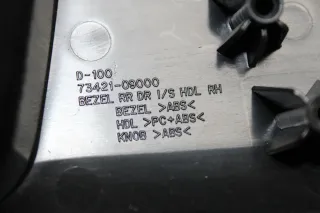 D-100
73421-09000
BEZEL RR DR I/S HDL RH
BEZEL >ABS<
HDL >PC+ABS<
KNOB >ABS<